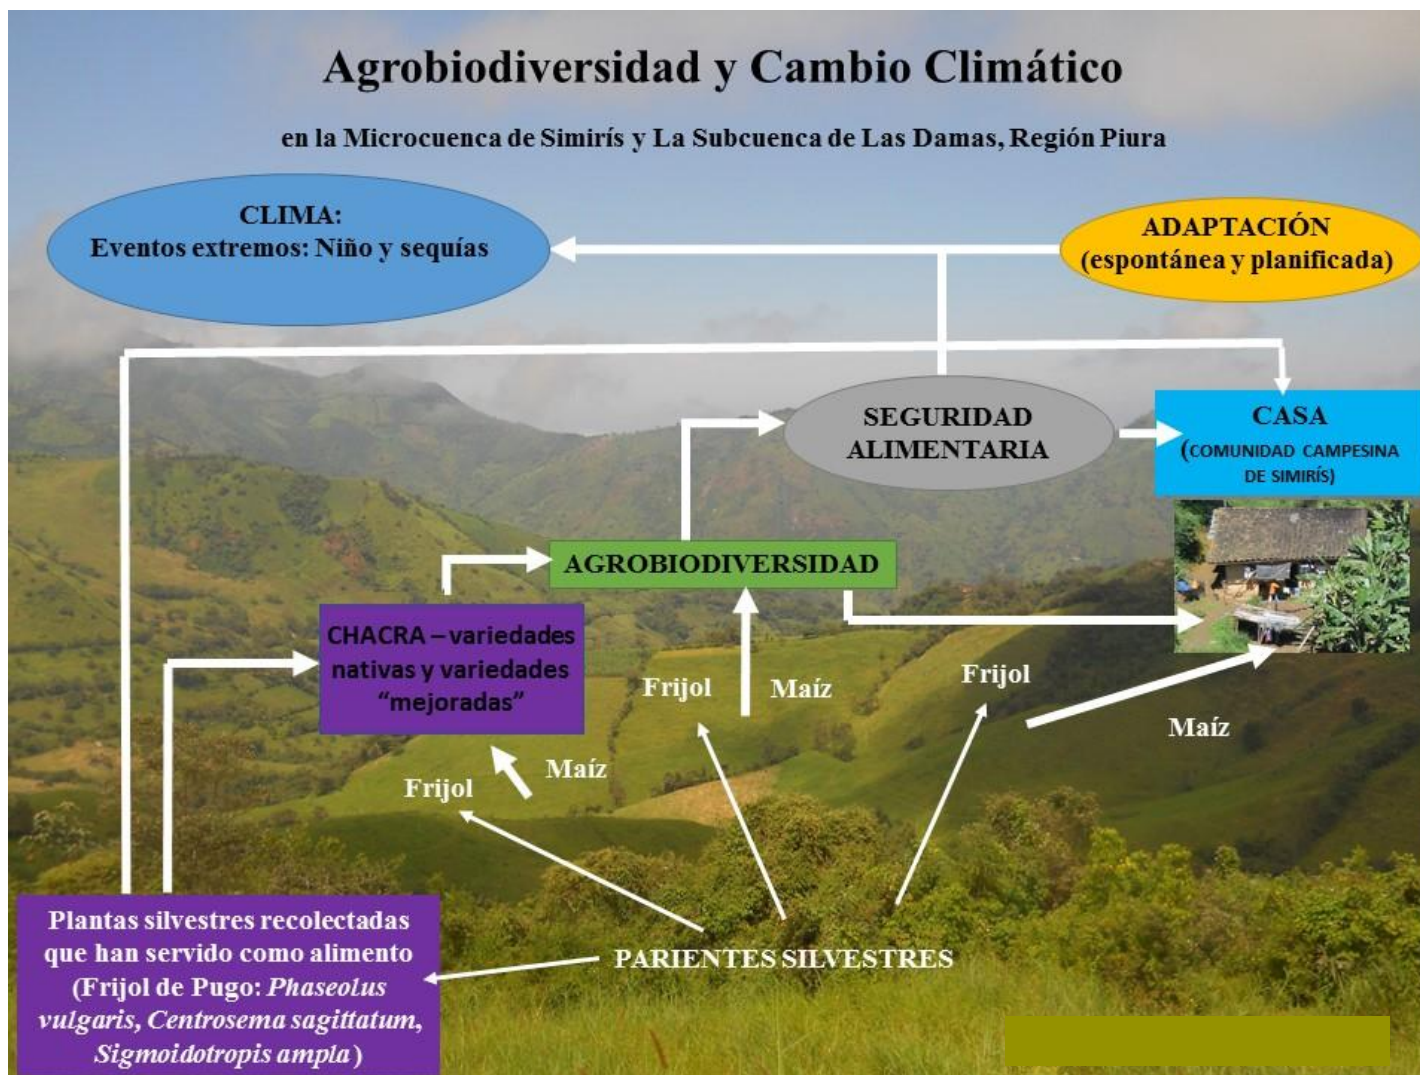 Agrobiodiversidad y Cambio Climático
en la Microcuenca de Simirís y La Subcuenca de Las Damas, Región Piura
CLIMA:
Eventos extremos: Niño y sequías
ADAPTACIÓN
(espontánea y planificada)
SEGURIDAD
ALIMENTARIA
CASA
(COMUNIDAD CAMPESINA
DE SIMIRÍS)
AGROBIODIVERSIDAD
CHACRA – variedades
nativas y variedades
“mejoradas”
Frijol
Maíz
Frijol
Maíz
Frijol
Maíz
Plantas silvestres recolectadas
que han servido como alimento
(Frijol de Pugo: Phaseolus
vulgaris, Centrosema sagittatum,
Sigmoidotropis ampla)
PARIENTES SILVESTRES